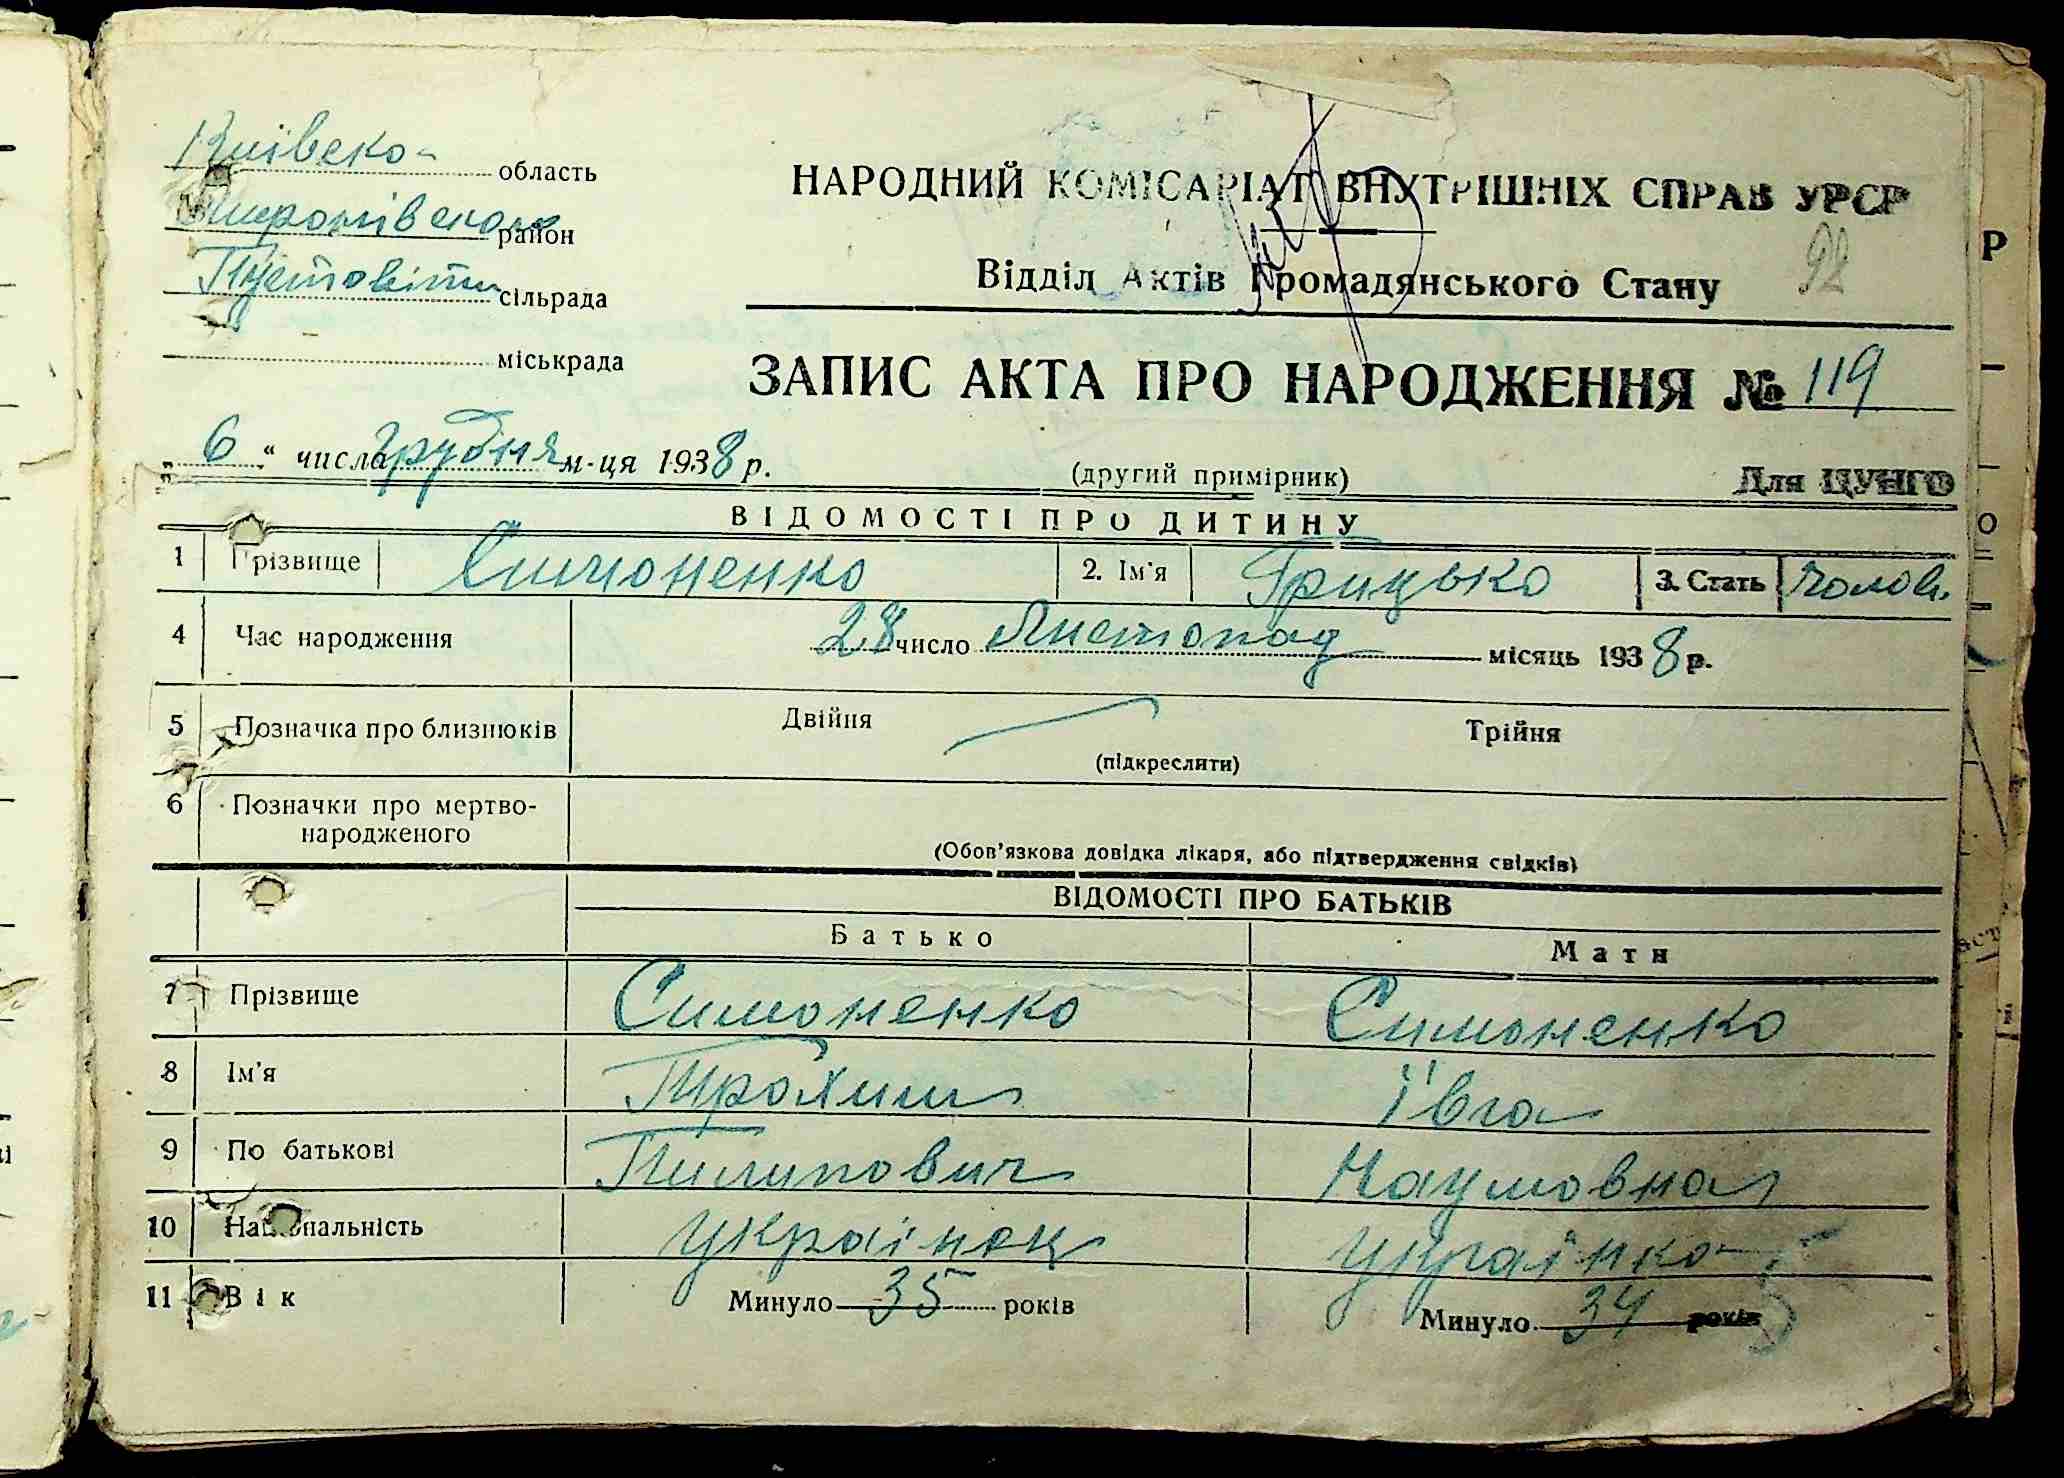 Київсько- область
Миронівсько район
Пустовіти сільрада
міськрада
НАРОДНИЙ КОМІСАРІАТ ВНУТРІШНІХ СПРАВ УРСР
Відділ Актів Громадянського Стану
92
ЗАПИС АКТА ПРО НАРОДЖЕННЯ № 119
„ 6 “ числа грудня м-ця 1938 р.
(другий примірник)
Для ЦУНГО
ВІДОМОСТІ ПРО ДИТИНУ
1 Прізвище Симоненко 2. Ім'я Грицько 3. Стать чолов.
4 Час народження 28 число Листопад місяць 1938 р.
5 Позначка про близнюків Двійня Трійня
(підкреслити)
6 Позначки про мертво-
народженого
(Обов'язкова довідка лікаря, або підтвердження свідків)
ВІДОМОСТІ ПРО БАТЬКІВ
Батько Мати
7 Прізвище Симоненко Симоненко
8 Ім'я Трохим Ївга
9 По батькові Пилипович Наумовна
10 Національність українец українка
11 Вік Минуло 35 років Минуло 34 років